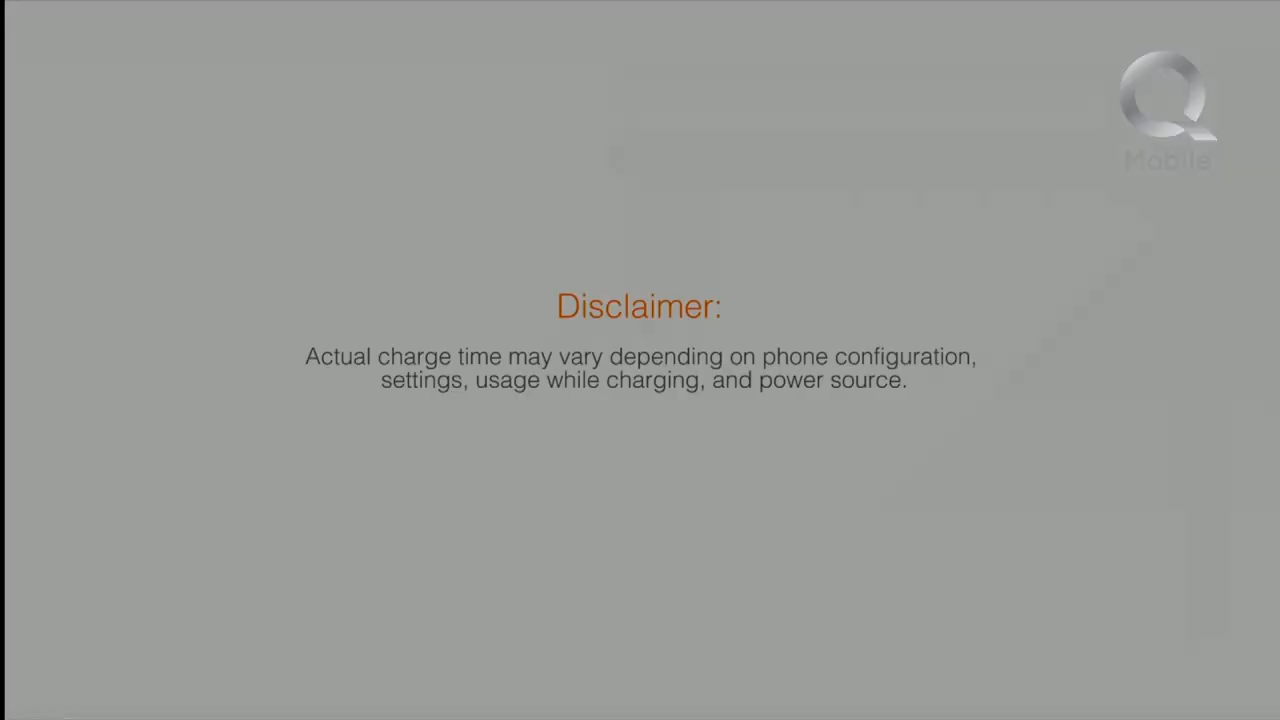 Q
Mobile
Disclaimer:
Actual charge time may vary depending on phone configuration,
settings, usage while charging, and power source.